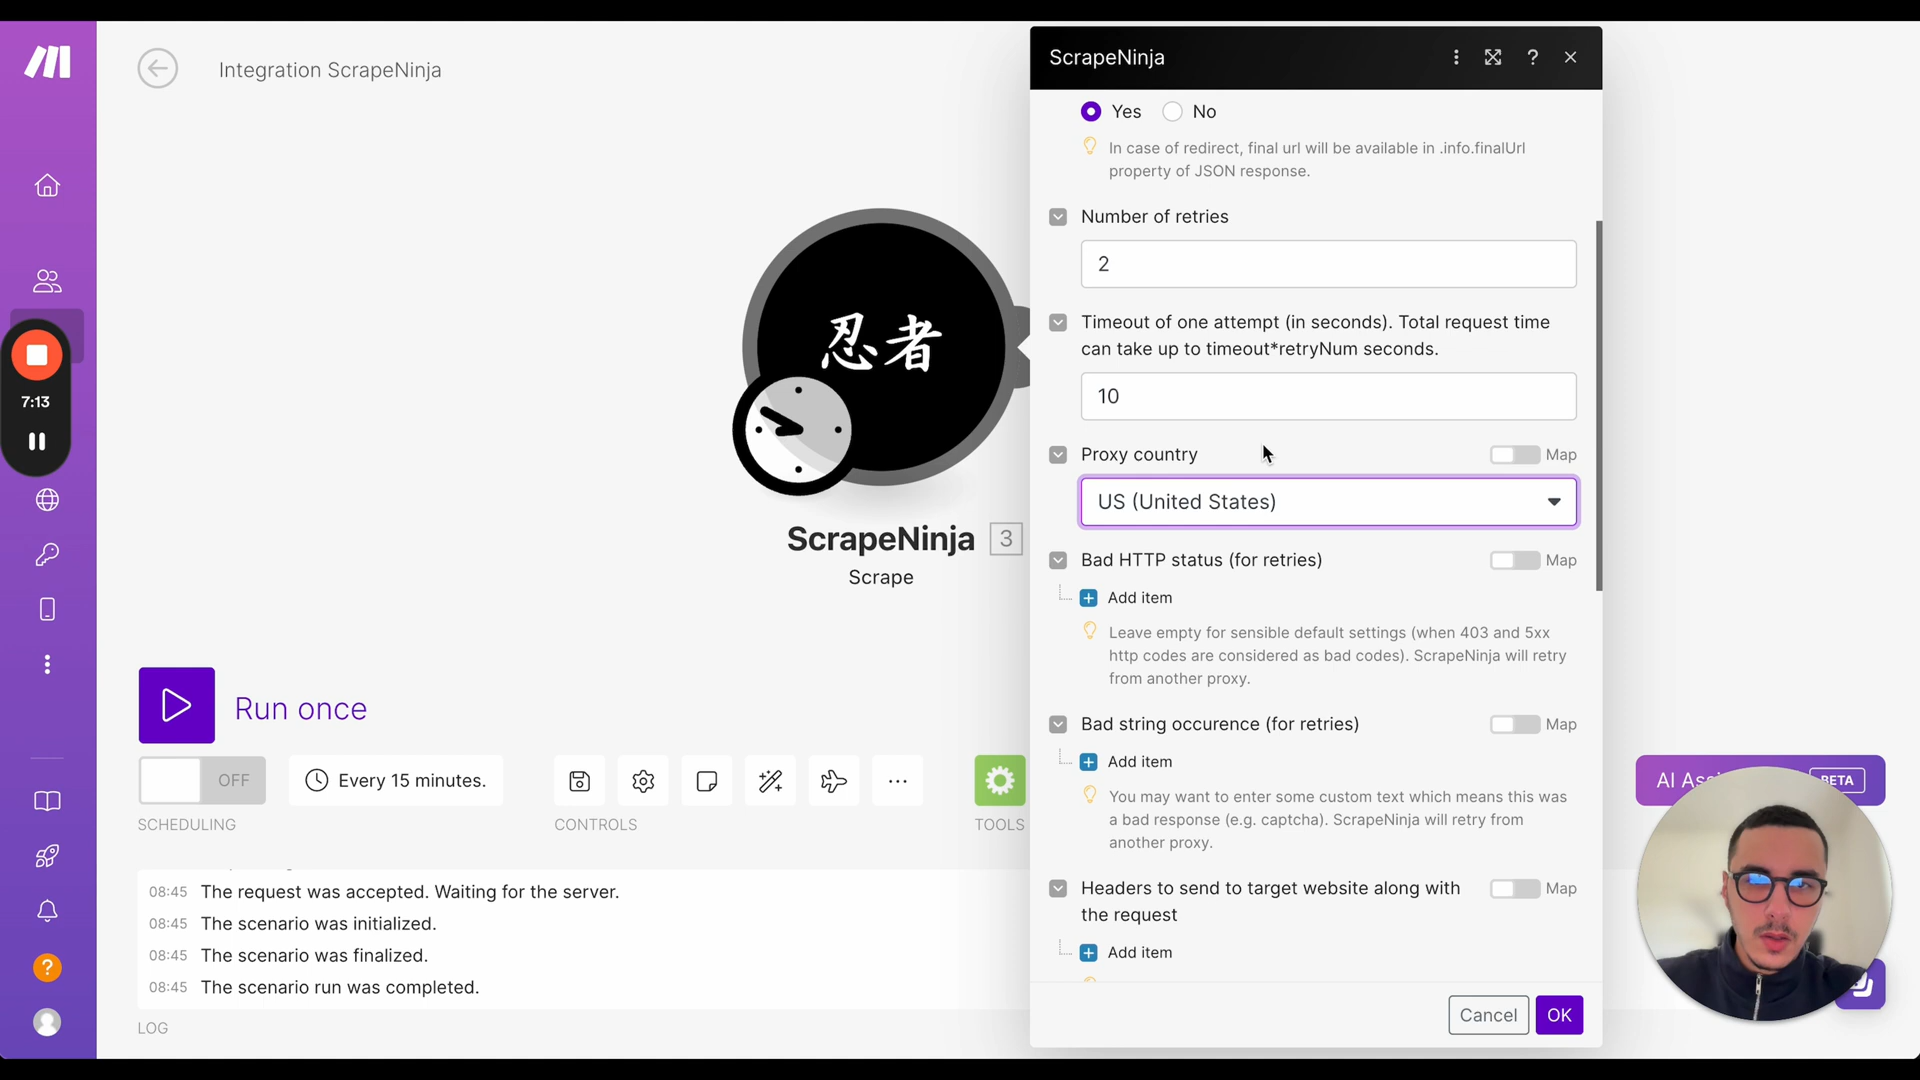 Integration ScrapeNinja
ScrapeNinja
Yes
No
In case of redirect, final url will be available in .info.finalUrl
property of JSON response.
Number of retries
2
Timeout of one attempt (in seconds). Total request time
can take up to timeout*retryNum seconds.
10
Proxy country
Map
US (United States)
Bad HTTP status (for retries)
Map
Add item
Leave empty for sensible default settings (when 403 and 5xx
http codes are considered as bad codes). ScrapeNinja will retry
from another proxy.
Bad string occurence (for retries)
Map
Add item
You may want to enter some custom text which means this was
a bad response (e.g. captcha). ScrapeNinja will retry from
another proxy.
Headers to send to target website along with
the request
Map
Add item
Cancel
OK
忍者
ScrapeNinja
3
Scrape
7:13
Run once
OFF
Every 15 minutes.
SCHEDULING
CONTROLS
TOOLS
08:45 The request was accepted. Waiting for the server.
08:45 The scenario was initialized.
08:45 The scenario was finalized.
08:45 The scenario run was completed.
LOG
AI
BETA
?